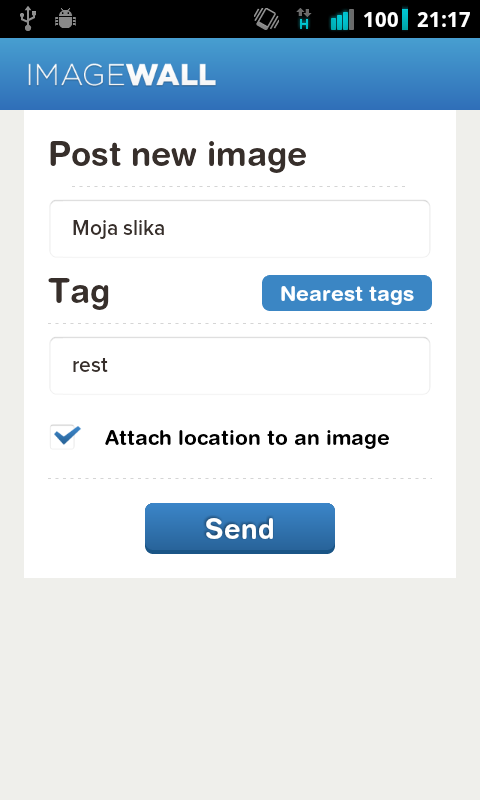 H 100 21:17
IMAGEWALL
Post new image
Moja slika
Tag
Nearest tags
rest
Attach location to an image
Send